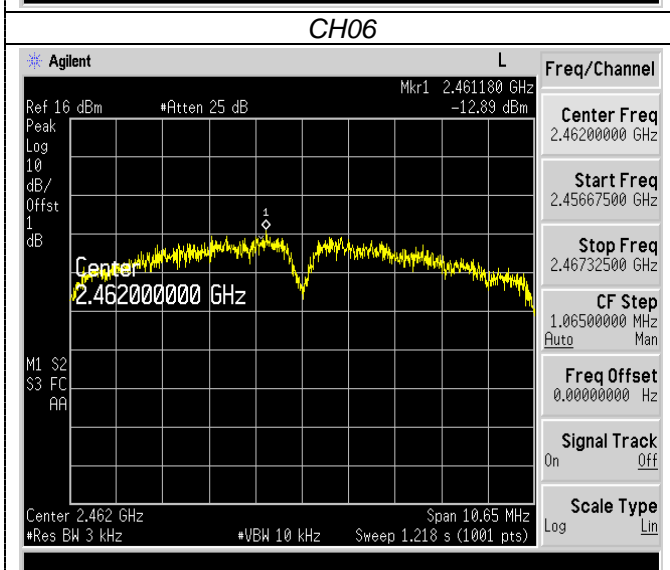 CH06
Agilent L
Mkr1 2.461180 GHz
Ref 16 dBm #Atten 25 dB -12.89 dBm
Peak
Log
10
dB/
Offst
1
dB
1
Center
2.462000000 GHz
M1 S2
S3 FC
AA
Center 2.462 GHz Span 10.65 MHz
#Res BW 3 kHz #VBW 10 kHz Sweep 1.218 s (1001 pts)
Freq/Channel
Center Freq
2.46200000 GHz
Start Freq
2.45667500 GHz
Stop Freq
2.46732500 GHz
CF Step
1.06500000 MHz
Auto Man
Freq Offset
0.00000000 Hz
Signal Track
On Off
Scale Type
Log Lin